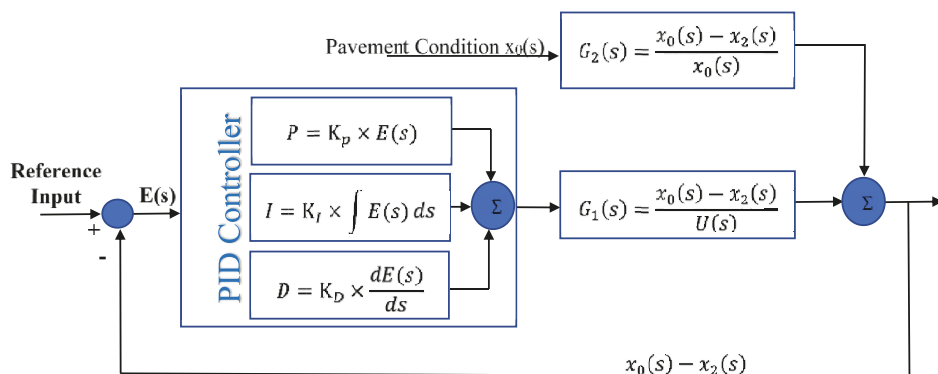 Pavement Condition x₀(s)
G₂(s) = (x₀(s) − x₂(s)) / x₀(s)
PID Controller
P = K_p × E(s)
Reference
Input
E(s)
+
-
I = K_I × ∫ E(s) ds
Σ
G₁(s) = (x₀(s) − x₂(s)) / U(s)
Σ
D = K_D × dE(s) / ds
x₀(s) − x₂(s)